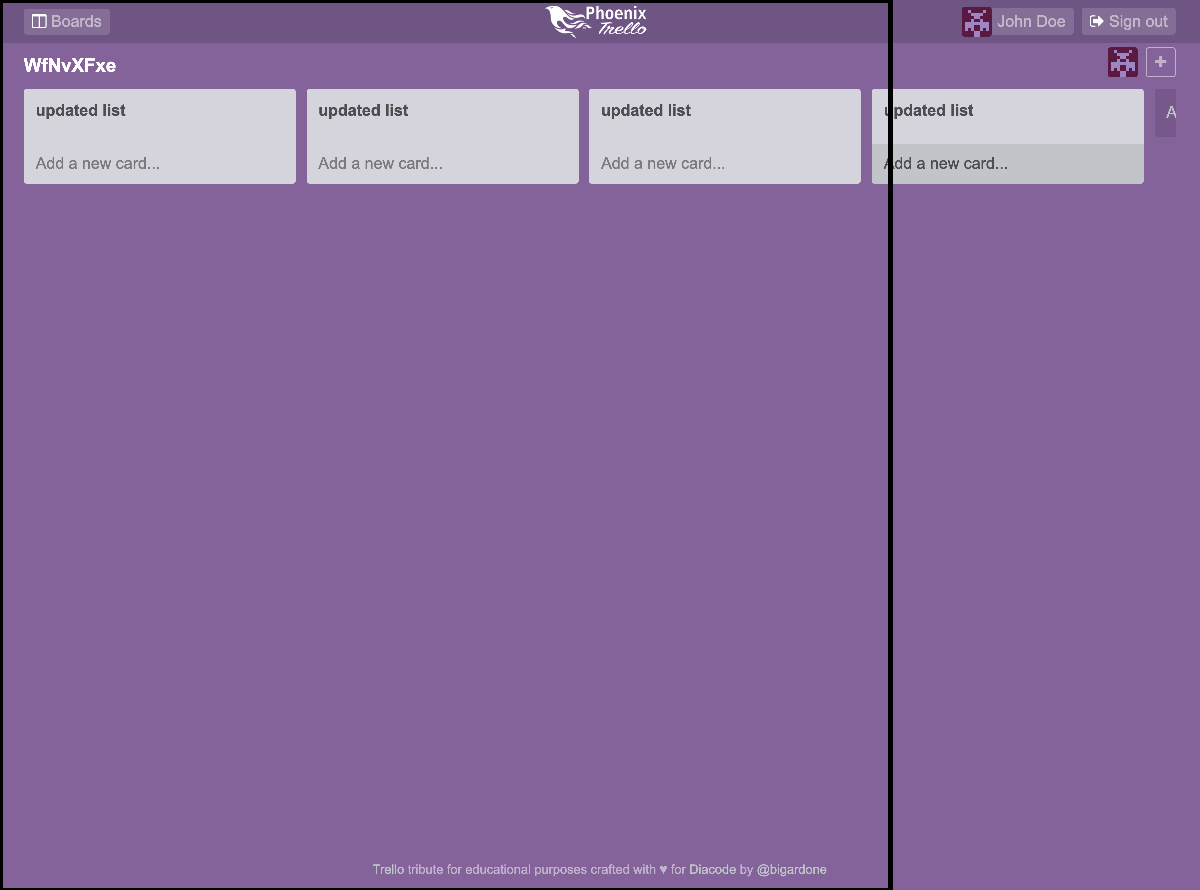 Boards
Phoenix
Trello
John Doe
Sign out
WfNvXFxe
+
updated list
Add a new card...
updated list
Add a new card...
updated list
Add a new card...
updated list
Add a new card...
A
Trello tribute for educational purposes crafted with ♥ for Diacode by @bigardone